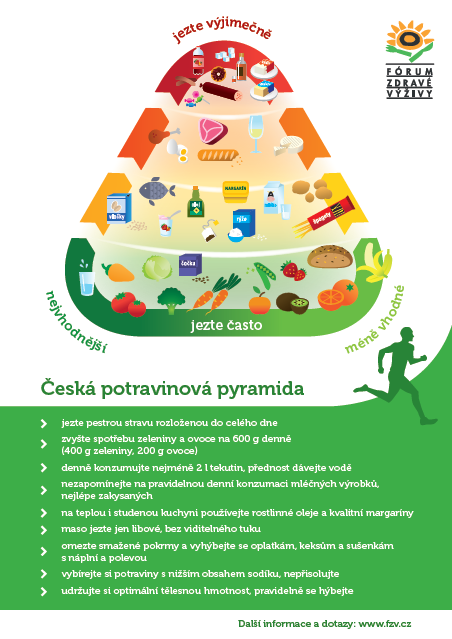 jezte výjimečně
FÓRUM
ZDRAVÉ
VÝŽIVY
MARGARÍN
vločky
rýže
špagety
čočka
nejvhodnější
jezte často
méně vhodné
Česká potravinová pyramida
jezte pestrou stravu rozloženou do celého dne
zvyšte spotřebu zeleniny a ovoce na 600 g denně
(400 g zeleniny, 200 g ovoce)
denně konzumujte nejméně 2 l tekutin, přednost dávejte vodě
nezapomínejte na pravidelnou denní konzumaci mléčných výrobků,
nejlépe zakysaných
na teplou i studenou kuchyni používejte rostlinné oleje a kvalitní margaríny
maso jezte jen libové, bez viditelného tuku
omezte smažené pokrmy a vyhýbejte se oplatkám, keksům a sušenkám
s náplní a polevou
vybírejte si potraviny s nižším obsahem sodíku, nepřisolujte
udržujte si optimální tělesnou hmotnost, pravidelně se hýbejte
Další informace a dotazy: www.fzv.cz